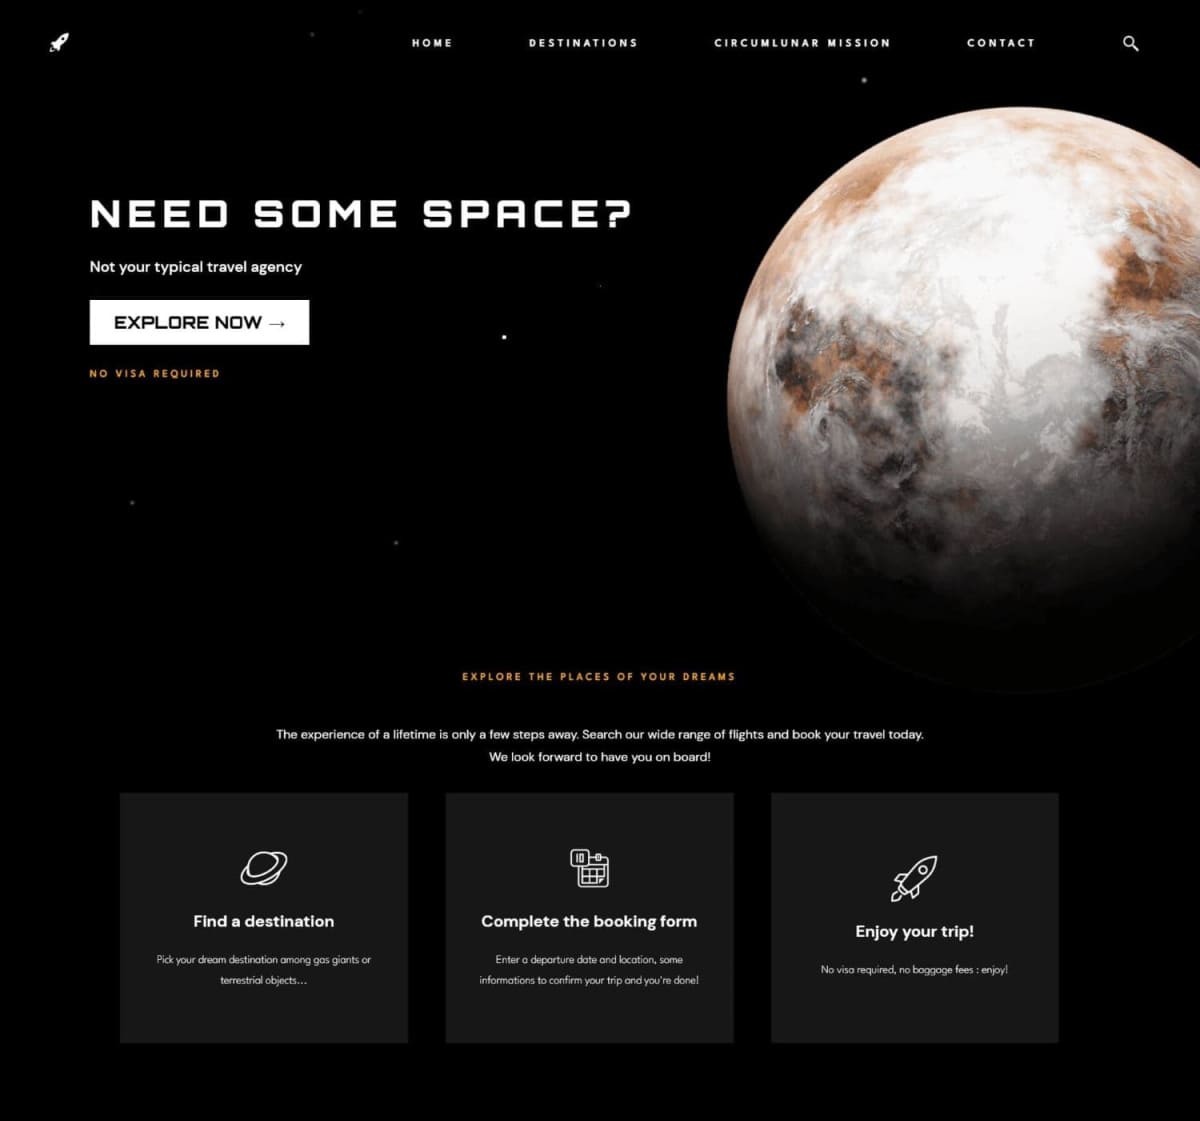 HOME DESTINATIONS CIRCUMLUNAR MISSION CONTACT
NEED SOME SPACE?
Not your typical travel agency
EXPLORE NOW →
NO VISA REQUIRED
EXPLORE THE PLACES OF YOUR DREAMS
The experience of a lifetime is only a few steps away. Search our wide range of flights and book your travel today.
We look forward to have you on board!
Find a destination
Pick your dream destination among gas giants or
terrestrial objects...
10
Complete the booking form
Enter a departure date and location, some
informations to confirm your trip and you're done!
Enjoy your trip!
No visa required, no baggage fees : enjoy!